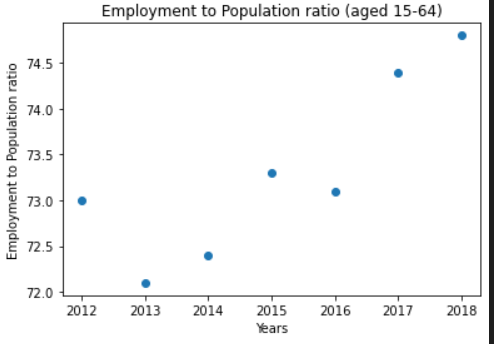 Employment to Population ratio (aged 15-64)
Employment to Population ratio
74.5
74.0
73.5
73.0
72.5
72.0
2012 2013 2014 2015 2016 2017 2018
Years